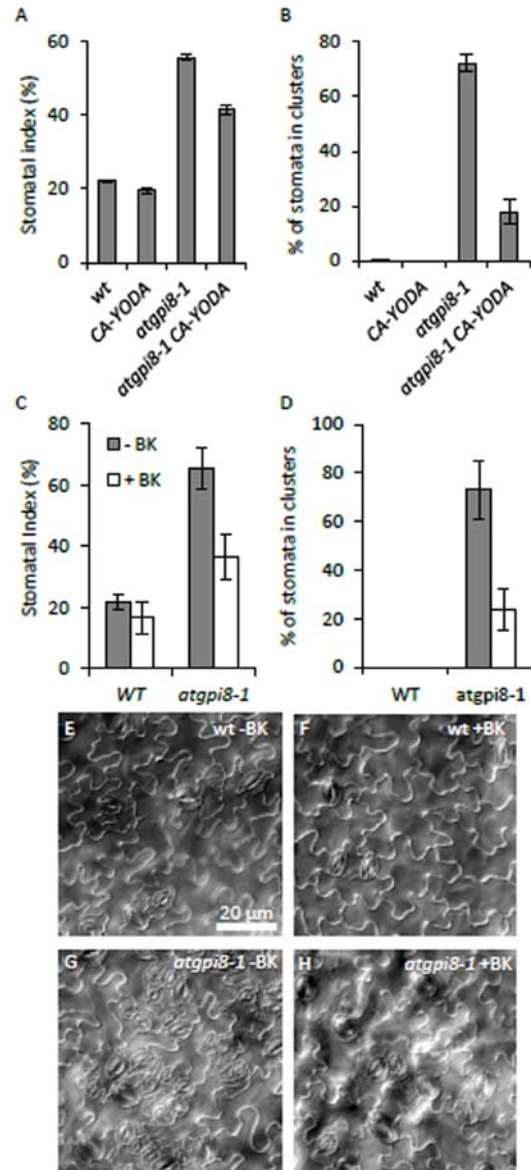 A
Stomatal index (%)
60
40
20
0
wt
CA-YODA
atgpi8-1
atgpi8-1 CA-YODA
B
% of stomata in clusters
80
60
40
20
0
wt
CA-YODA
atgpi8-1
atgpi8-1 CA-YODA
C
Stomatal Index (%)
80
60
40
20
0
- BK
+ BK
WT
atgpi8-1
D
% of stomata in clusters
100
80
60
40
20
0
WT
atgpi8-1
E
wt -BK
20 µm
F
wt +BK
G
atgpi8-1 -BK
H
atgpi8-1 +BK